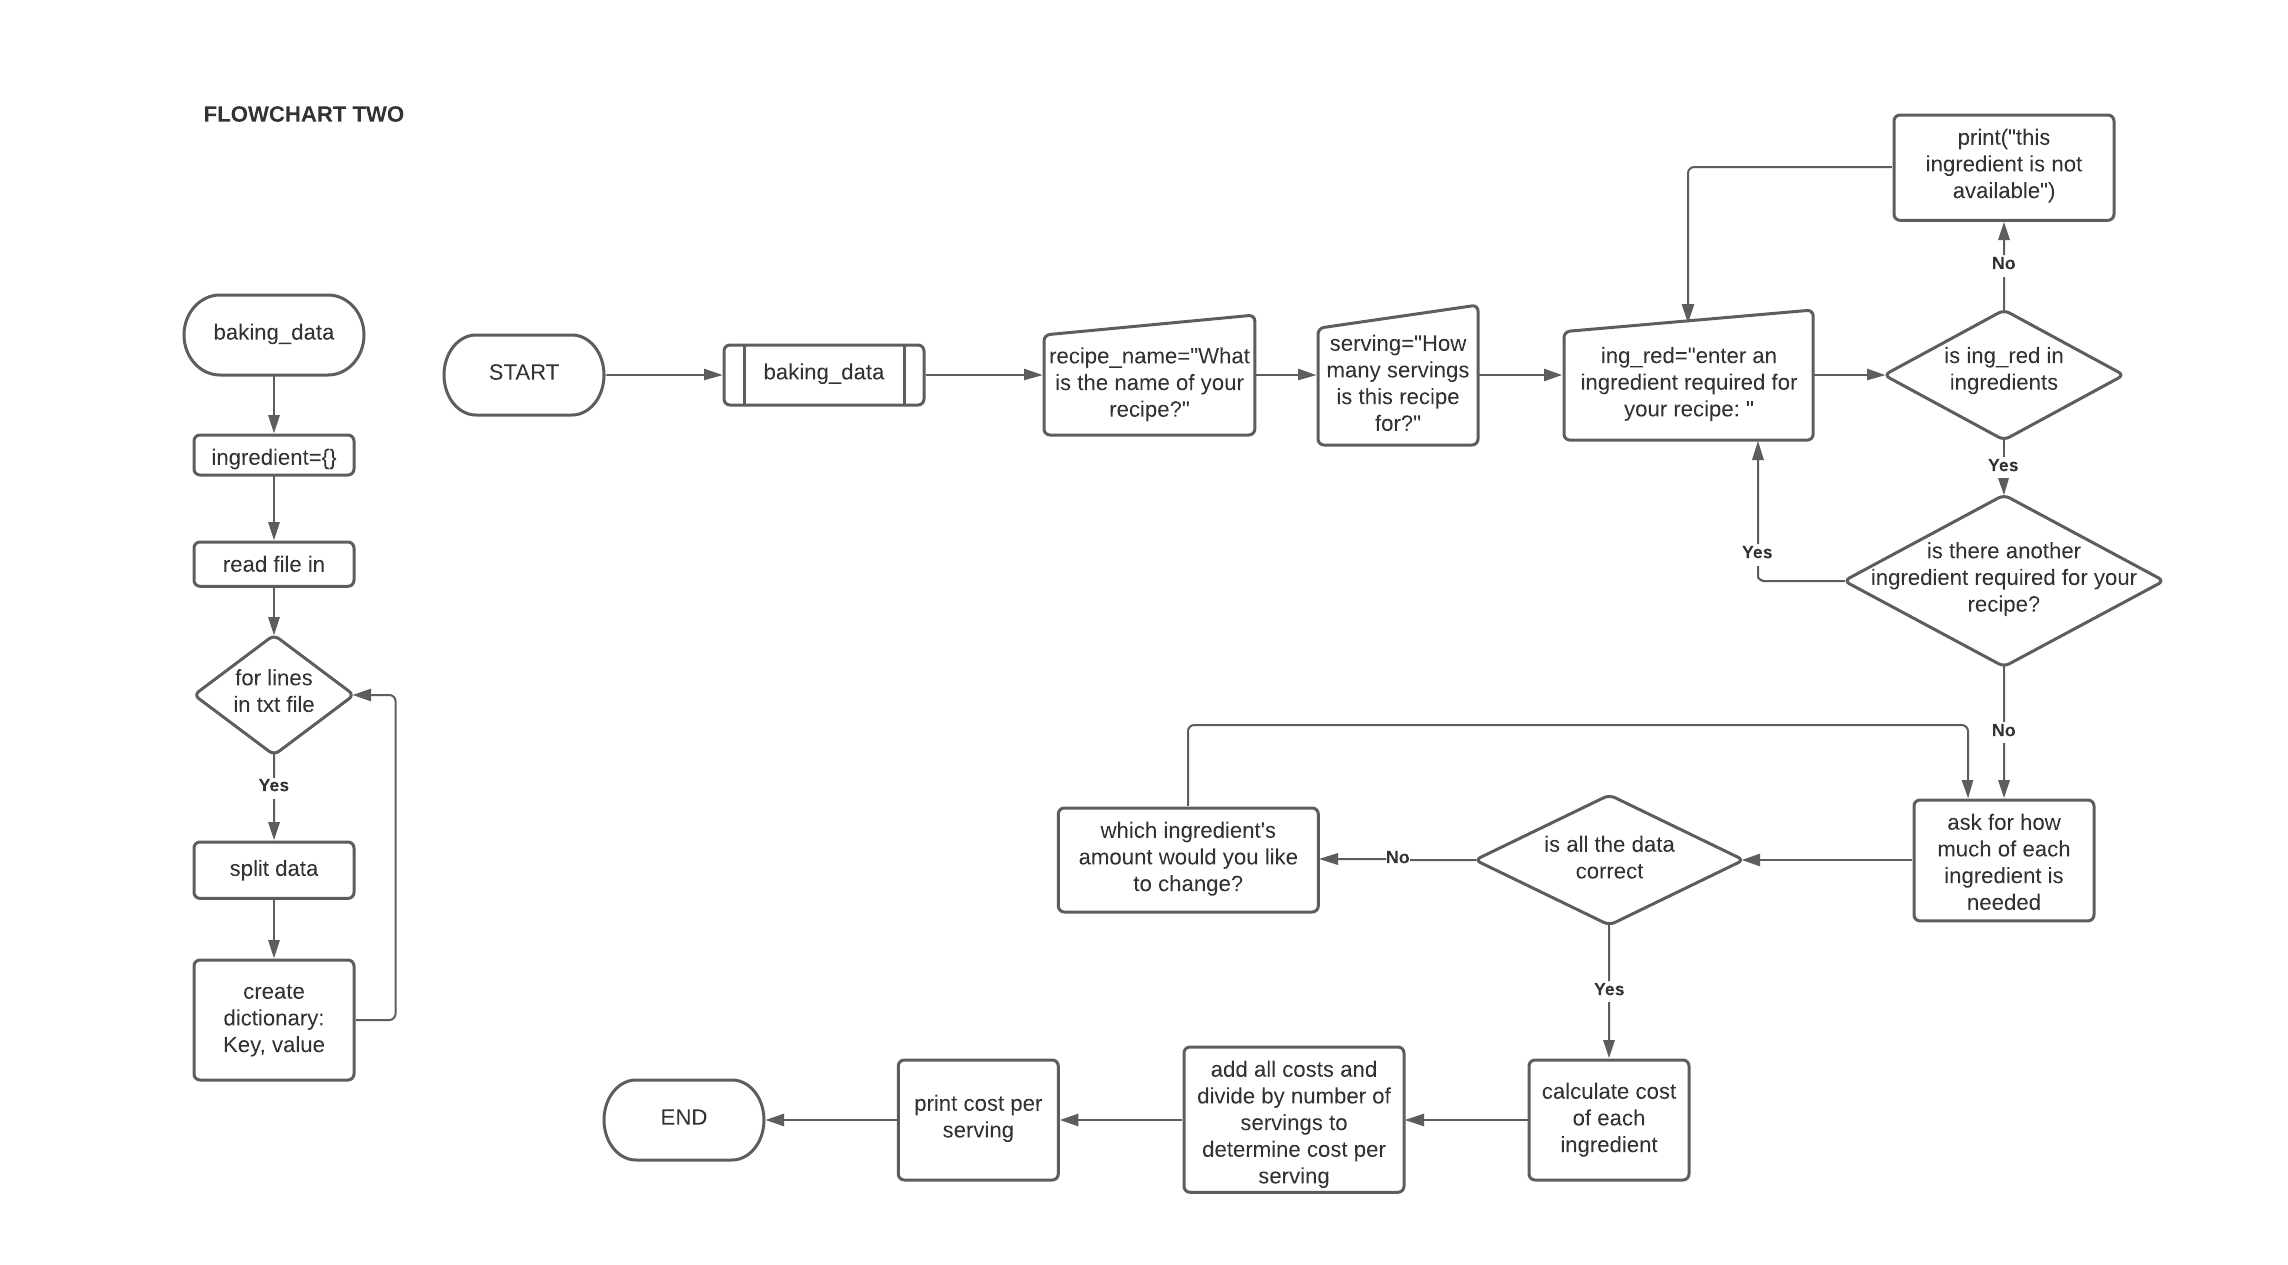 FLOWCHART TWO
baking_data
ingredient={}
read file in
for lines
in txt file
Yes
split data
create
dictionary:
Key, value
START
baking_data
recipe_name="What
is the name of your
recipe?"
serving="How
many servings
is this recipe
for?"
ing_red="enter an
ingredient required for
your recipe: "
is ing_red in
ingredients
No
print("this
ingredient is not
available")
Yes
is there another
ingredient required for your
recipe?
Yes
No
ask for how
much of each
ingredient is
needed
is all the data
correct
No
which ingredient's
amount would you like
to change?
Yes
calculate cost
of each
ingredient
add all costs and
divide by number of
servings to
determine cost per
serving
print cost per
serving
END